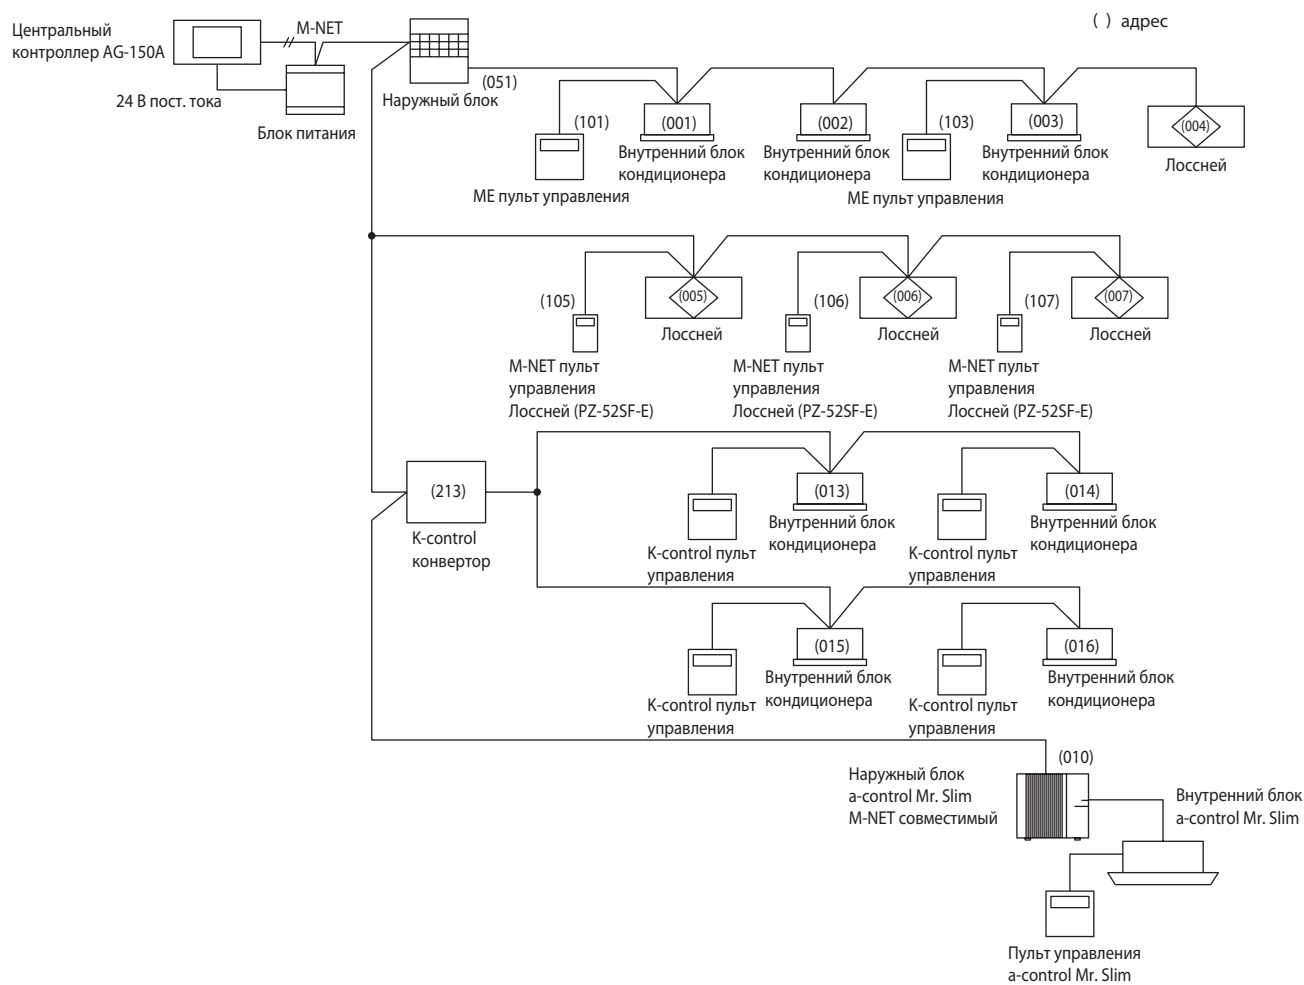 Центральный
контроллер AG-150A
M-NET
24 В пост. тока
Блок питания
Наружный блок
( ) адрес
(051)
(101)
(001)
(002)
(103)
(003)
(004)
Внутренний блок
кондиционера
Внутренний блок
кондиционера
Внутренний блок
кондиционера
Лоссней
ME пульт управления
ME пульт управления
(105)
(005)
(106)
(006)
(107)
(007)
Лоссней
Лоссней
Лоссней
M-NET пульт
управления
Лоссней (PZ-52SF-E)
M-NET пульт
управления
Лоссней (PZ-52SF-E)
M-NET пульт
управления
Лоссней (PZ-52SF-E)
(213)
K-control
конвертор
(013)
(014)
Внутренний блок
кондиционера
Внутренний блок
кондиционера
K-control пульт
управления
K-control пульт
управления
(015)
(016)
Внутренний блок
кондиционера
Внутренний блок
кондиционера
K-control пульт
управления
K-control пульт
управления
(010)
Наружный блок
a-control Mr. Slim
M-NET совместимый
Внутренний блок
a-control Mr. Slim
Пульт управления
a-control Mr. Slim